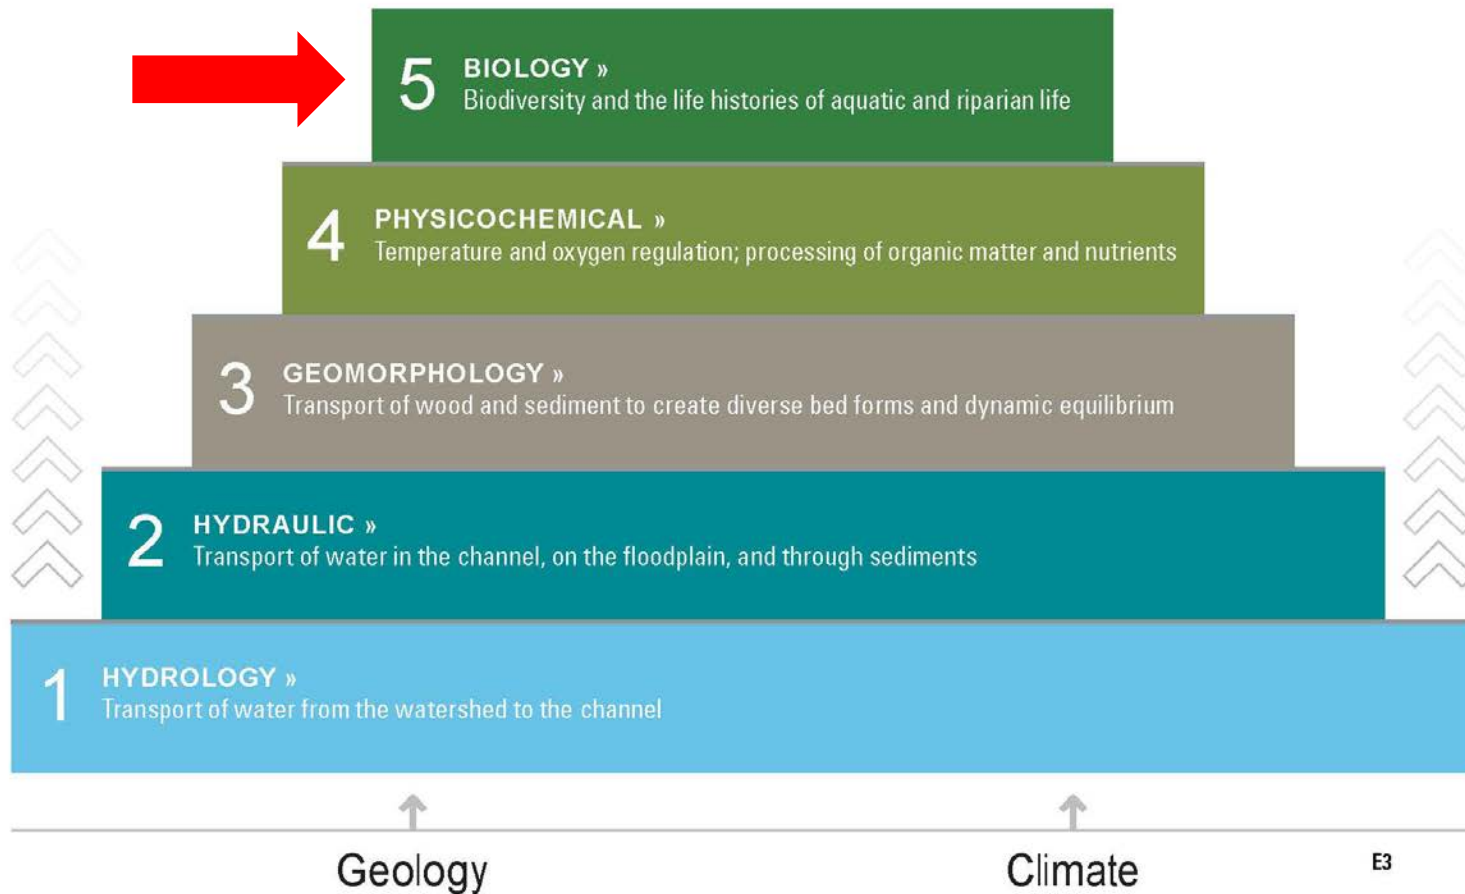 5 BIOLOGY »
Biodiversity and the life histories of aquatic and riparian life
4 PHYSICOCHEMICAL »
Temperature and oxygen regulation; processing of organic matter and nutrients
3 GEOMORPHOLOGY »
Transport of wood and sediment to create diverse bed forms and dynamic equilibrium
2 HYDRAULIC »
Transport of water in the channel, on the floodplain, and through sediments
1 HYDROLOGY »
Transport of water from the watershed to the channel
Geology Climate E3